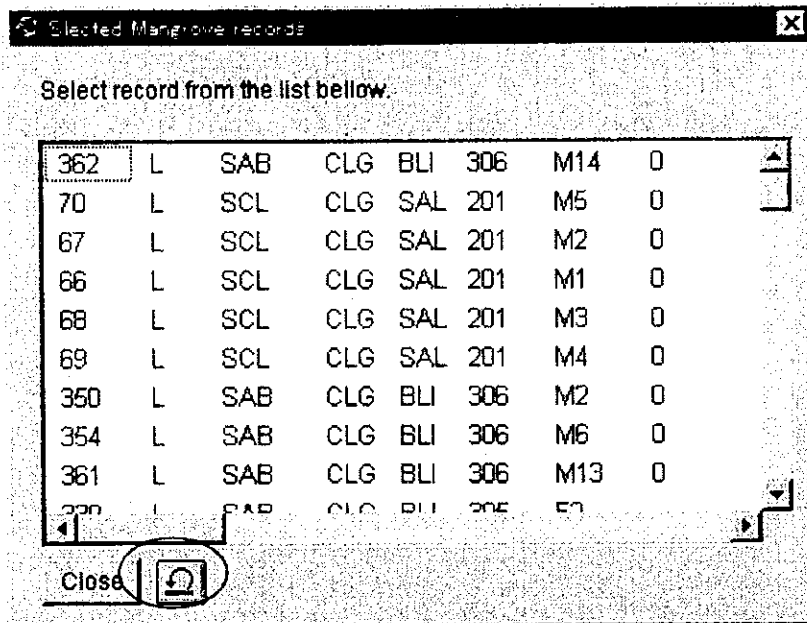 Slected Mangrove records
Select record from the list bellow.
362 L SAB CLG BLI 306 M14 0
70 L SCL CLG SAL 201 M5 0
67 L SCL CLG SAL 201 M2 0
66 L SCL CLG SAL 201 M1 0
68 L SCL CLG SAL 201 M3 0
69 L SCL CLG SAL 201 M4 0
350 L SAB CLG BLI 306 M2 0
354 L SAB CLG BLI 306 M6 0
361 L SAB CLG BLI 306 M13 0
Close